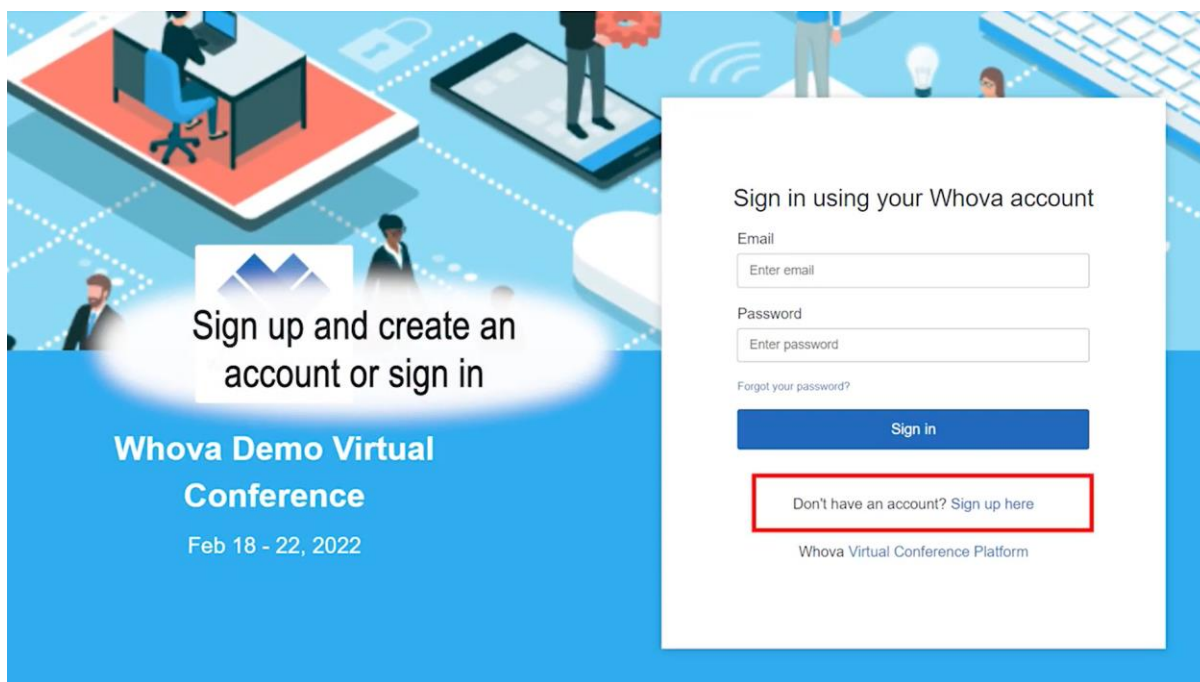 Sign up and create an
account or sign in
Whova Demo Virtual
Conference
Feb 18 - 22, 2022
Sign in using your Whova account
Email
Enter email
Password
Enter password
Forgot your password?
Sign in
Don't have an account? Sign up here
Whova Virtual Conference Platform